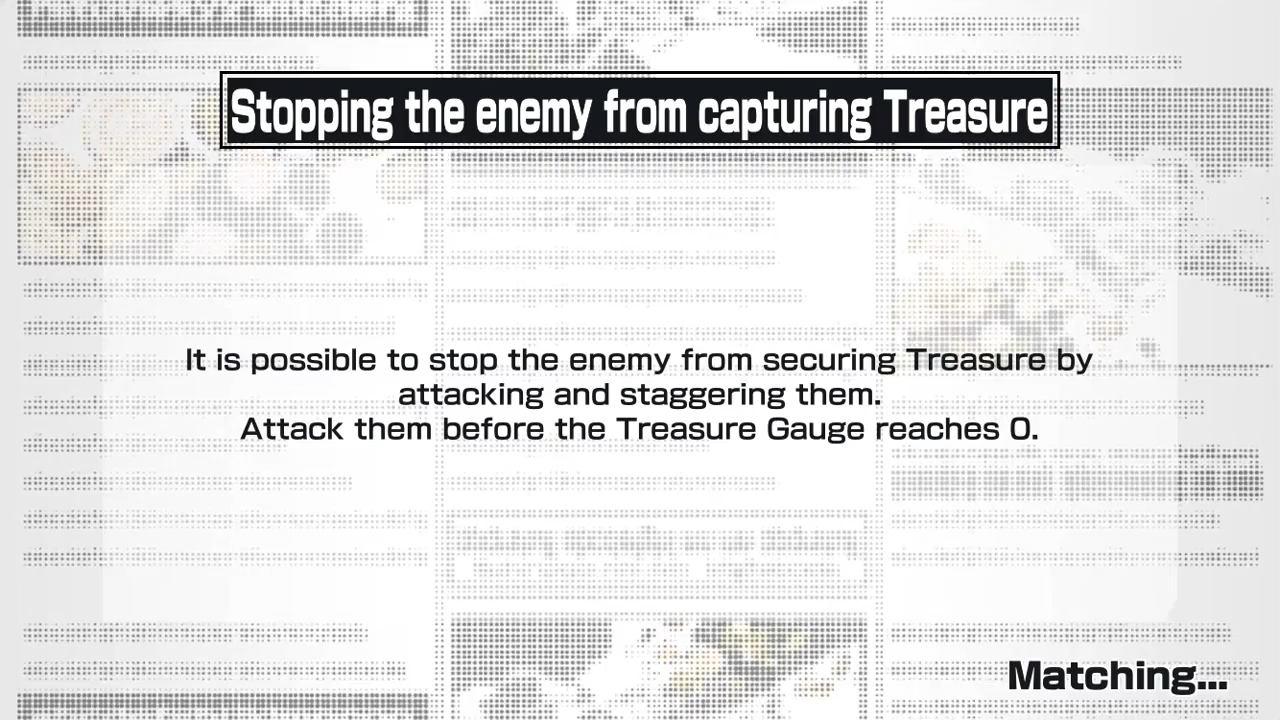 Stopping the enemy from capturing Treasure
It is possible to stop the enemy from securing Treasure by
attacking and staggering them.
Attack them before the Treasure Gauge reaches 0.
Matching...